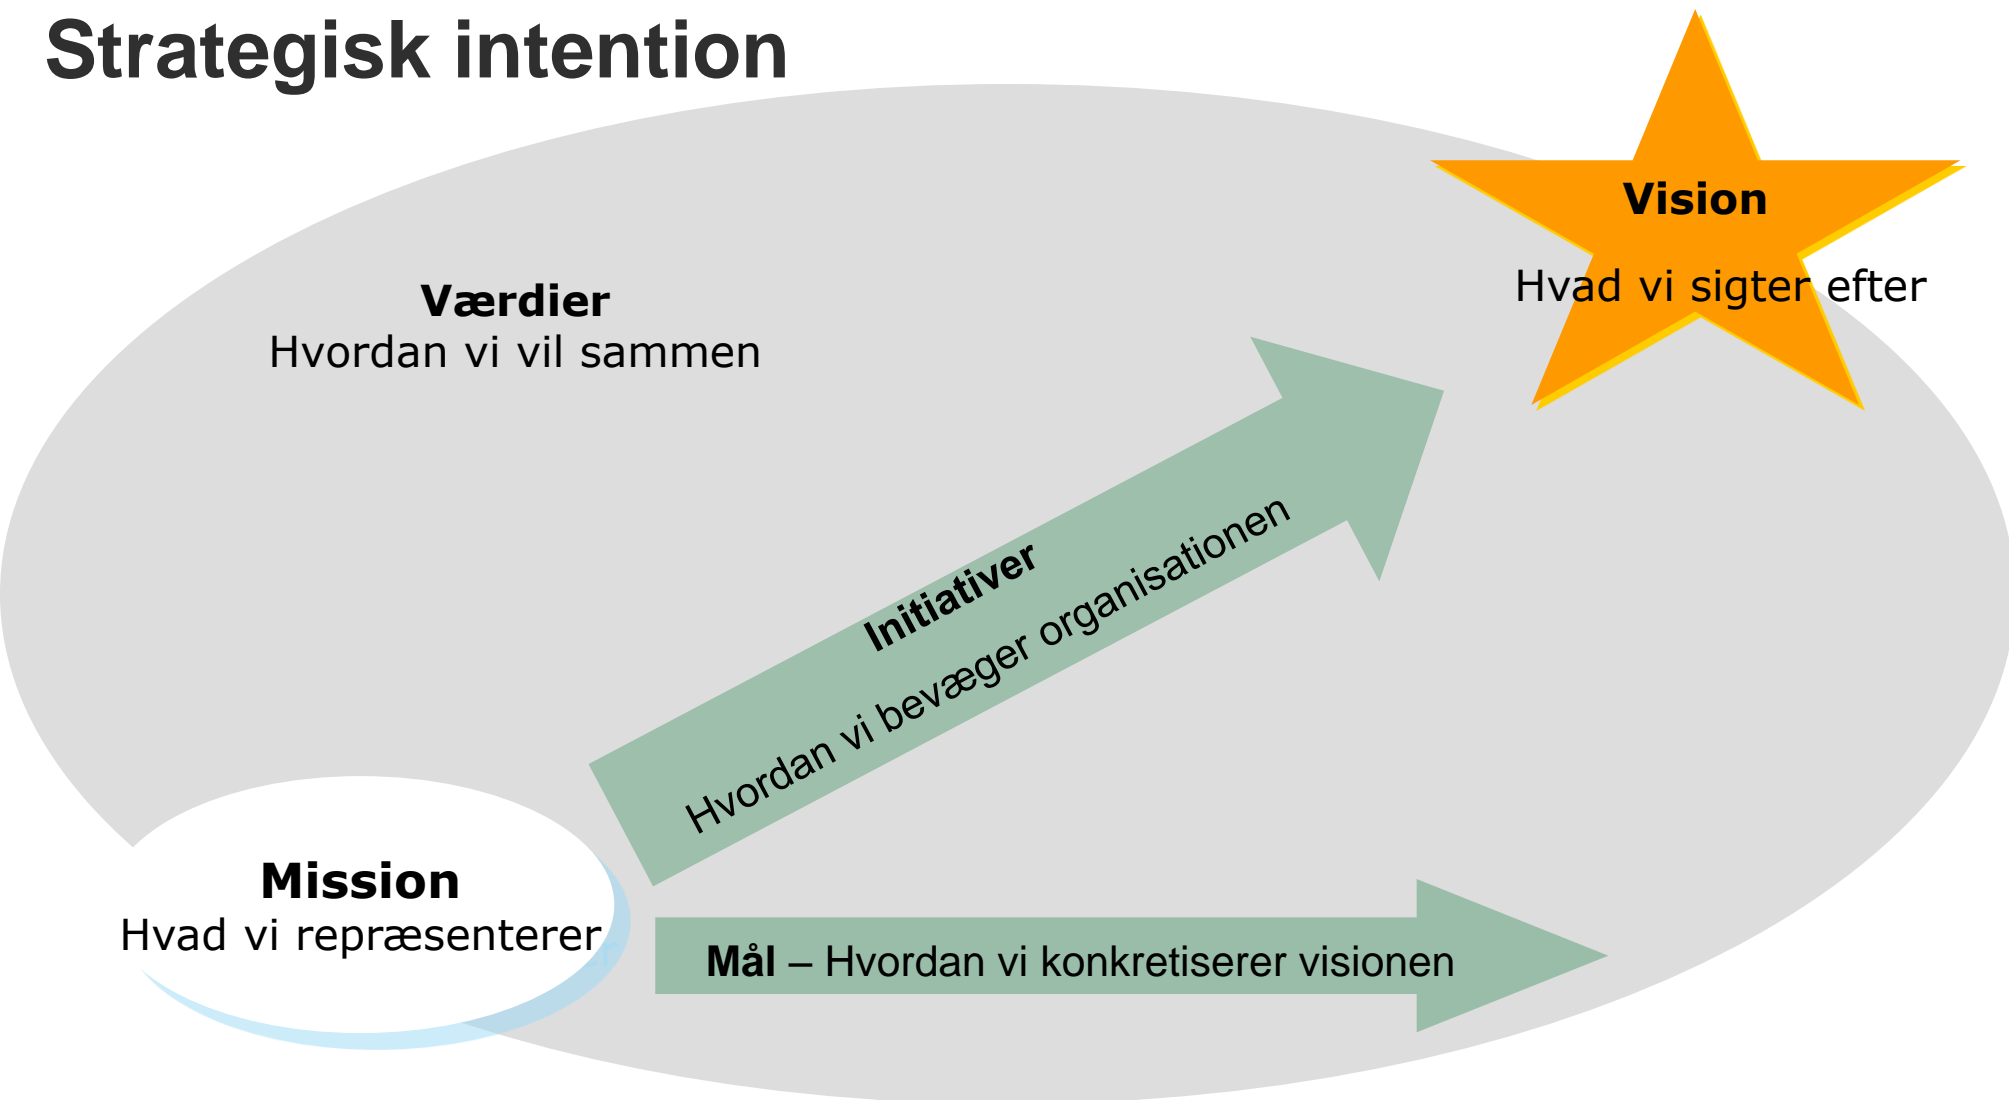 Strategisk intention
Vision
Hvad vi sigter efter
Værdier
Hvordan vi vil sammen
Initiativer
Hvordan vi bevæger organisationen
Mission
Hvad vi repræsenterer
Mål – Hvordan vi konkretiserer visionen